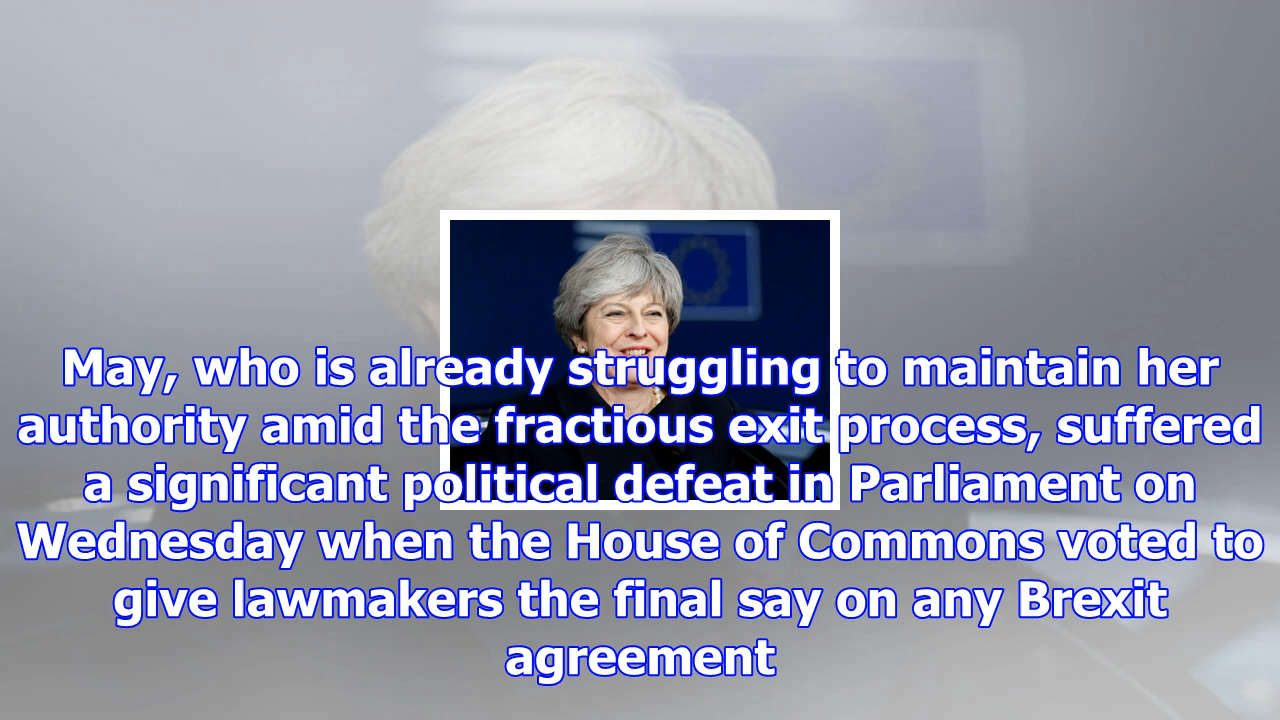 May, who is already struggling to maintain her
authority amid the fractious exit process, suffered
a significant political defeat in Parliament on
Wednesday when the House of Commons voted to
give lawmakers the final say on any Brexit
agreement